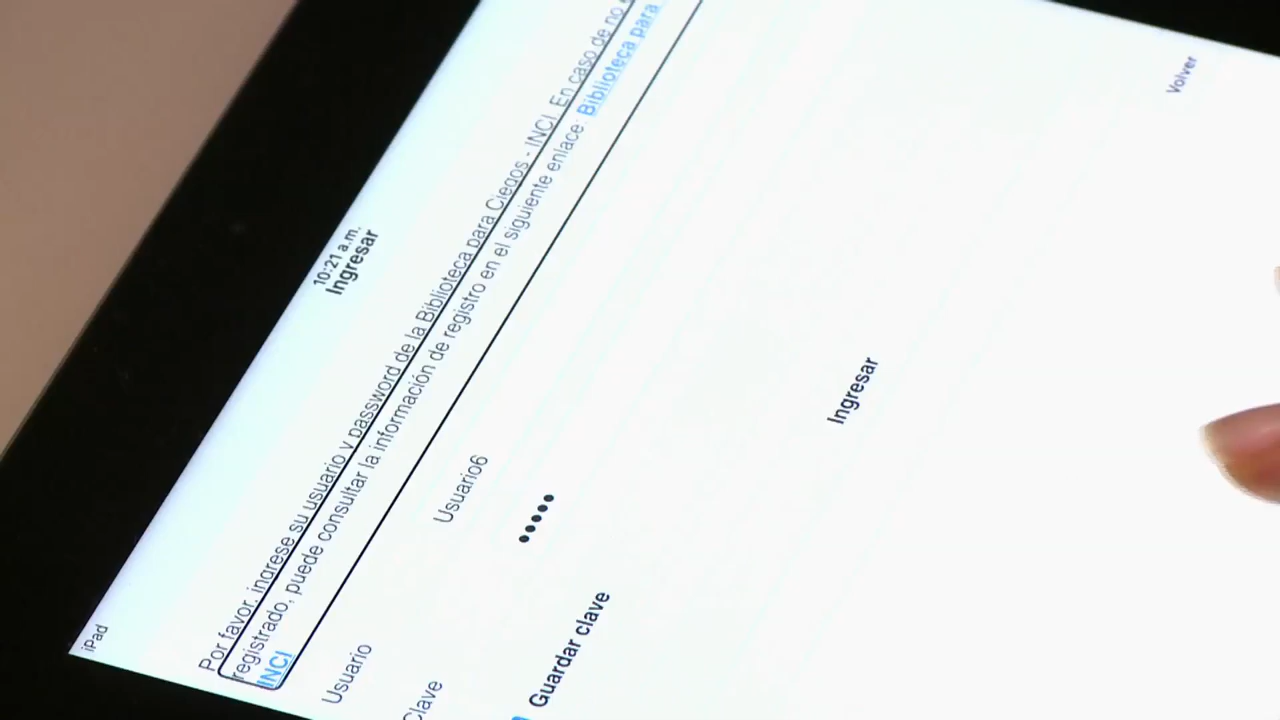 iPad
10:21 a.m.
Ingresar
Por favor, ingrese su usuario y password de la Biblioteca para Ciegos - INCI. En caso de no
registrado, puede consultar la información de registro en el siguiente enlace: Biblioteca para
INCI
Usuario
Usuario6
Clave
•••••
Guardar clave
Ingresar
Volver